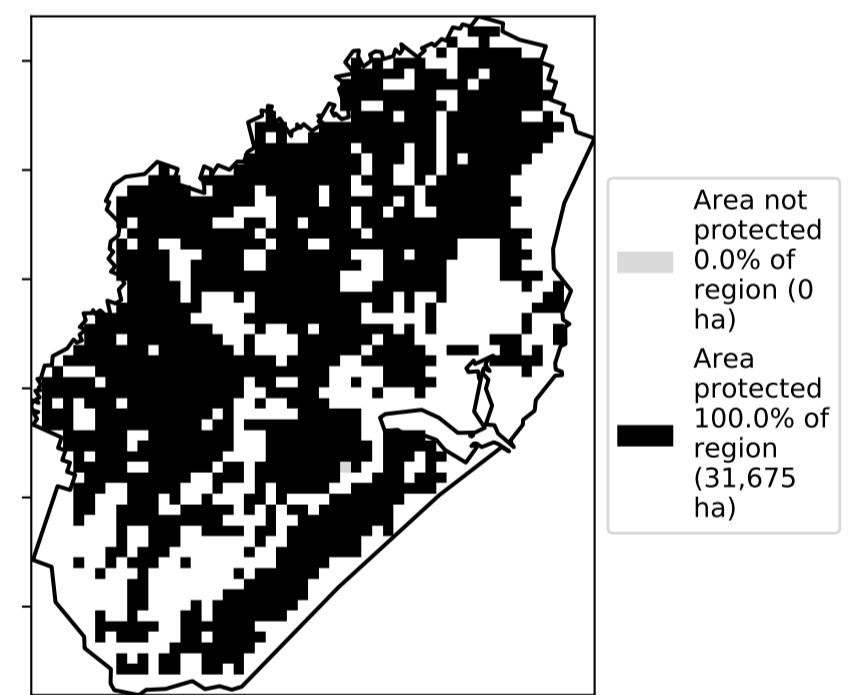 Area not
protected
0.0% of
region (0
ha)
Area
protected
100.0% of
region
(31,675
ha)